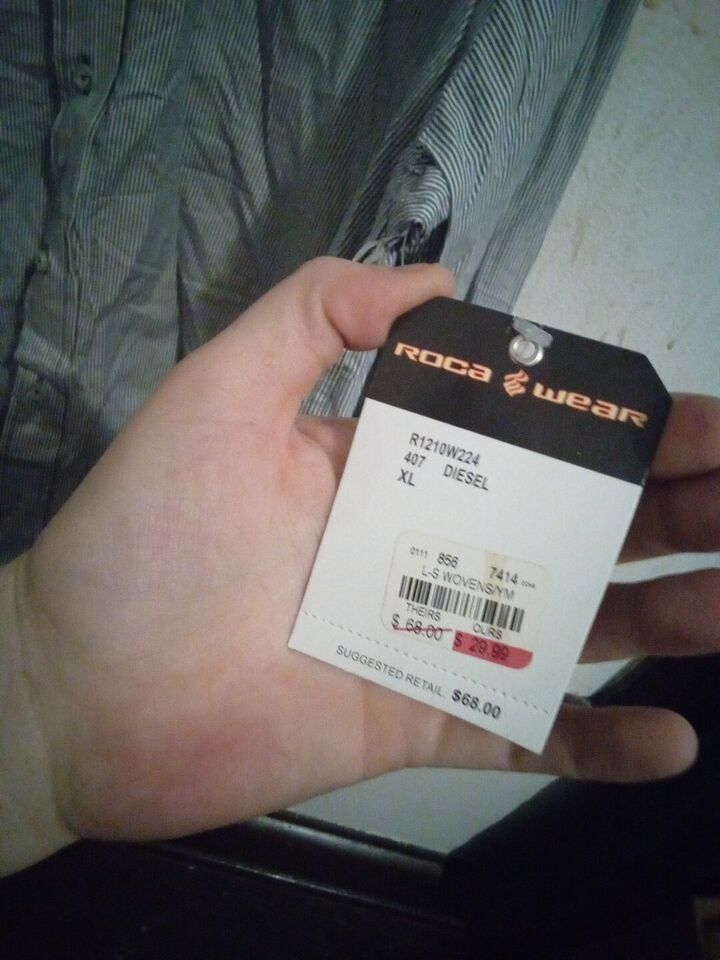 ROCA WEAR
R1210W224
407 DIESEL
XL
0111 856 7414
L-S WOVENS/YM
THEIRS OURS
$ 68.00 $ 29.99
SUGGESTED RETAIL: $68.00